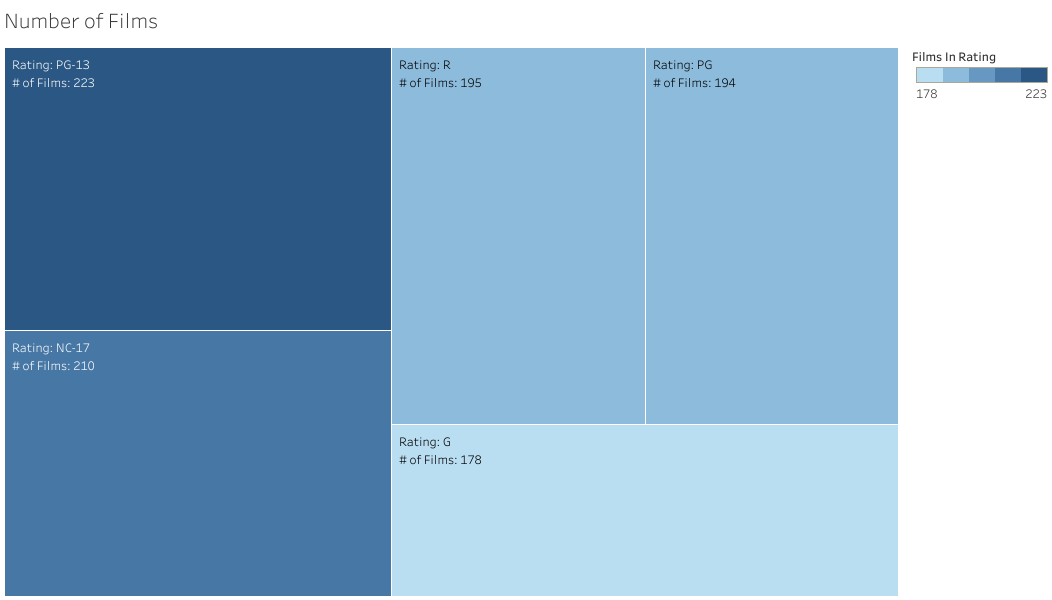 Number of Films
Rating: PG-13
# of Films: 223
Rating: R
# of Films: 195
Rating: PG
# of Films: 194
Films In Rating
178 223
Rating: NC-17
# of Films: 210
Rating: G
# of Films: 178